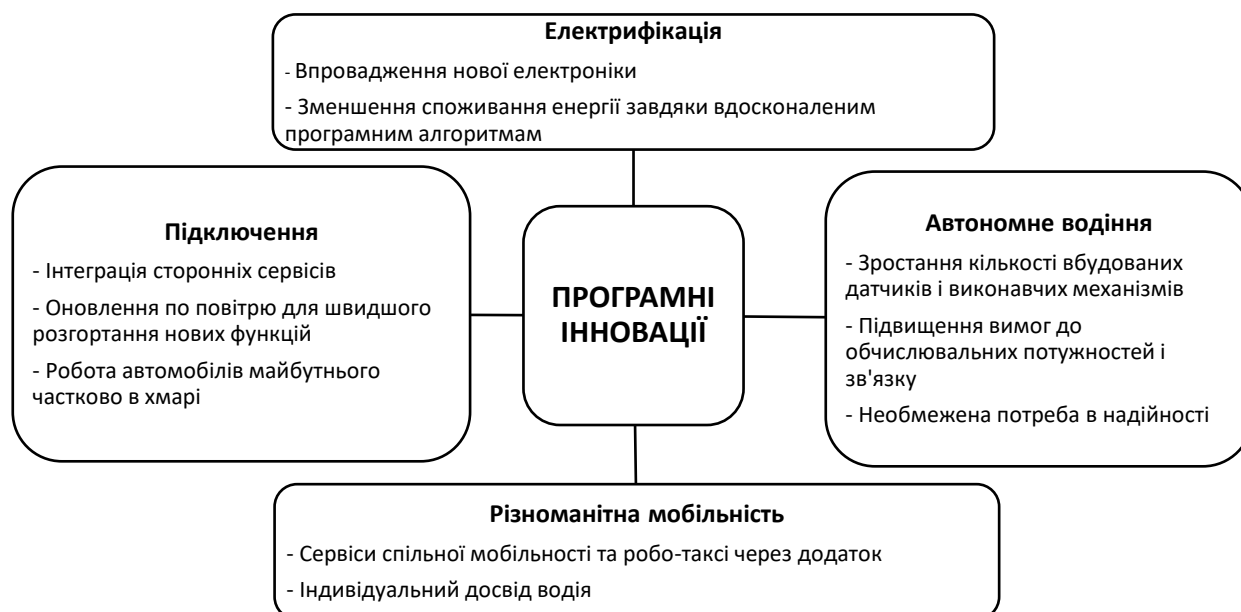 Електрифікація
- Впровадження нової електроніки
- Зменшення споживання енергії завдяки вдосконаленим
програмним алгоритмам
Підключення
- Інтеграція сторонніх сервісів
- Оновлення по повітрю для швидшого
розгортання нових функцій
- Робота автомобілів майбутнього
частково в хмарі
ПРОГРАМНІ
ІННОВАЦІЇ
Автономне водіння
- Зростання кількості вбудованих
датчиків і виконавчих механізмів
- Підвищення вимог до
обчислювальних потужностей і
зв'язку
- Необмежена потреба в надійності
Різноманітна мобільність
- Сервіси спільної мобільності та робо-таксі через додаток
- Індивідуальний досвід водія